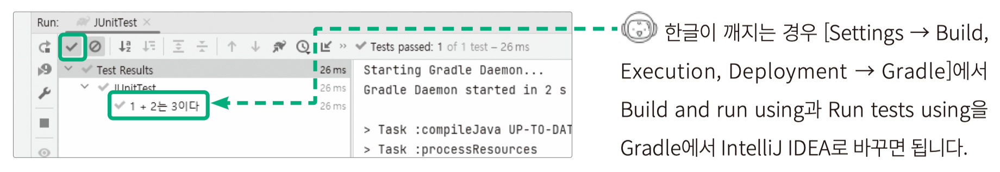 Run: JUnitTest
Tests passed: 1 of 1 test – 26 ms
Test Results 26 ms
JUnitTest 26 ms
1 + 2는 3이다 26 ms
Starting Gradle Daemon...
Gradle Daemon started in 2 s
> Task :compileJava UP-TO-DAT
> Task :processResources
한글이 깨지는 경우 [Settings → Build,
Execution, Deployment → Gradle]에서
Build and run using과 Run tests using을
Gradle에서 IntelliJ IDEA로 바꾸면 됩니다.